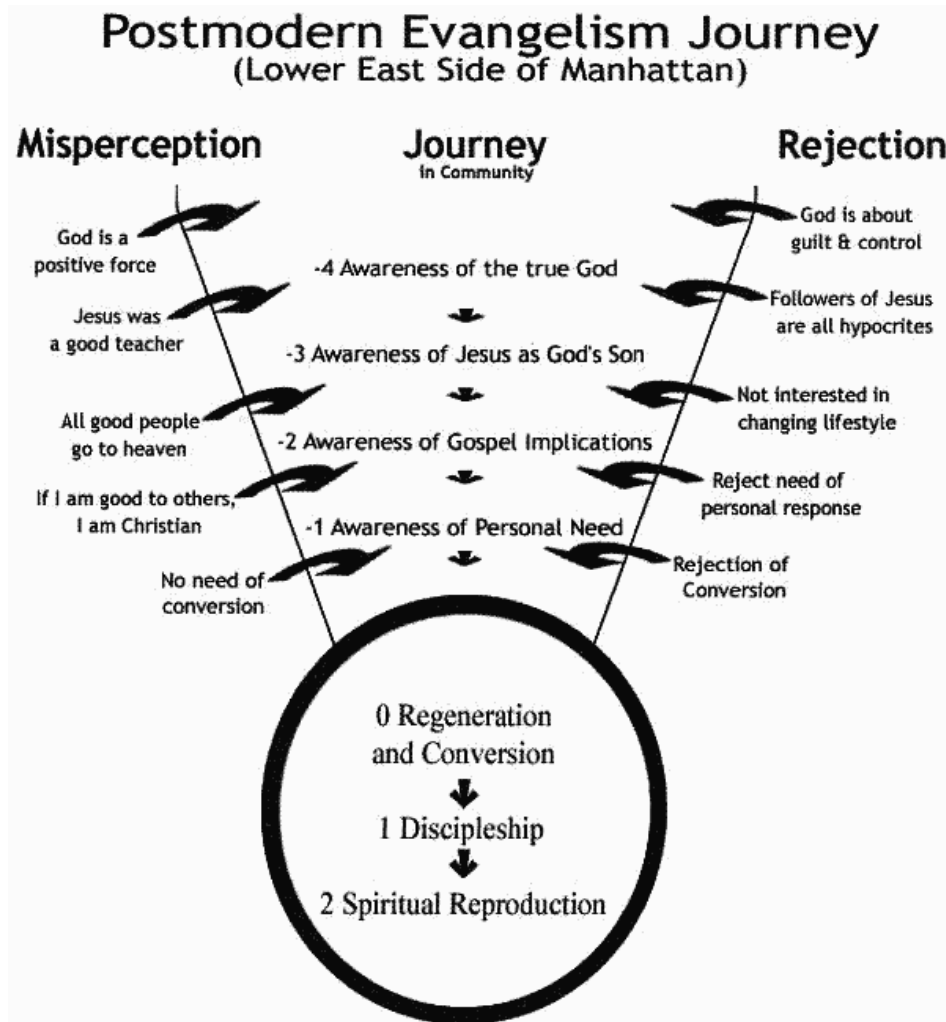 Postmodern Evangelism Journey
(Lower East Side of Manhattan)
Misperception
God is a
positive force
Jesus was
a good teacher
All good people
go to heaven
If I am good to others,
I am Christian
No need of
conversion
Journey
in Community
-4 Awareness of the true God
-3 Awareness of Jesus as God's Son
-2 Awareness of Gospel Implications
-1 Awareness of Personal Need
Rejection
God is about
guilt & control
Followers of Jesus
are all hypocrites
Not interested in
changing lifestyle
Reject need of
personal response
Rejection of
Conversion
0 Regeneration
and Conversion
1 Discipleship
2 Spiritual Reproduction